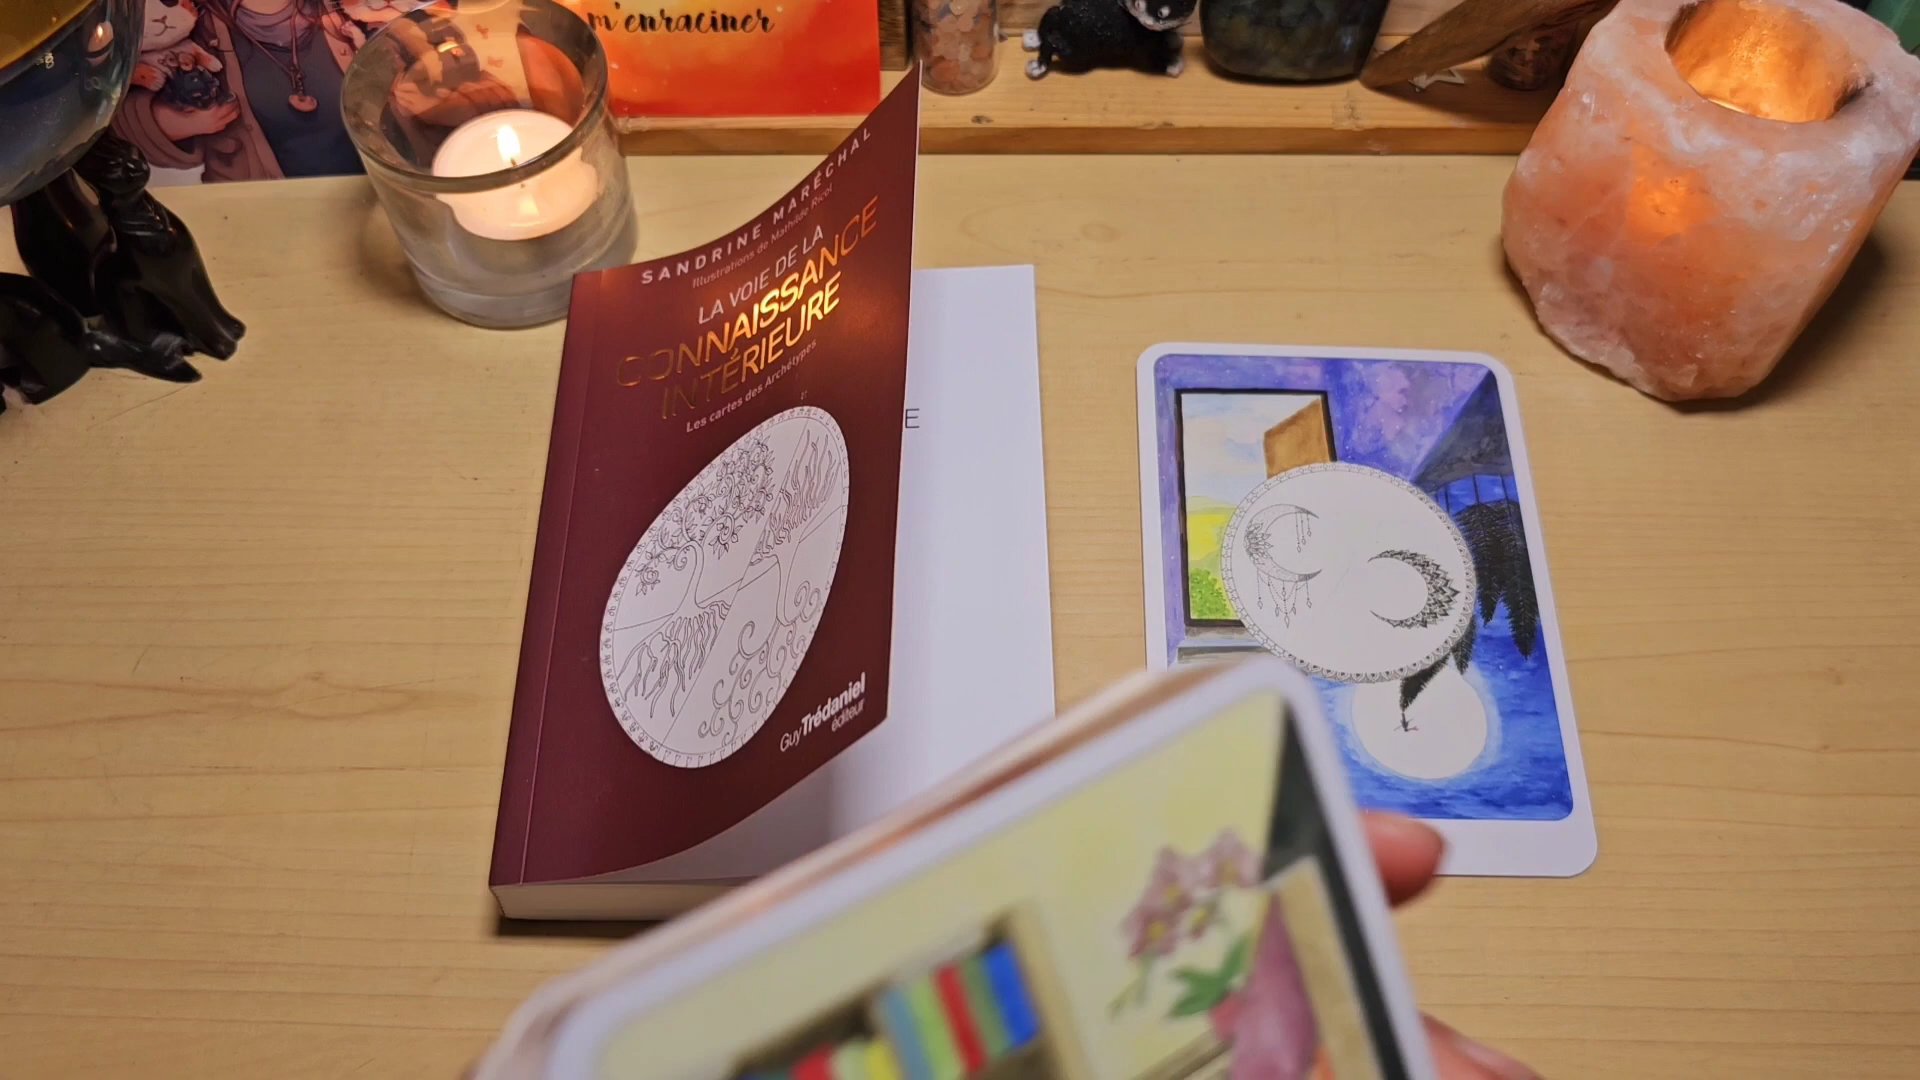 m'enraciner
SANDRINE MARÉCHAL
Illustrations de Mathilde Ricol
LA VOIE DE LA
CONNAISSANCE
INTÉRIEURE
Les cartes des Archétypes
E
Guy Trédaniel
éditeur